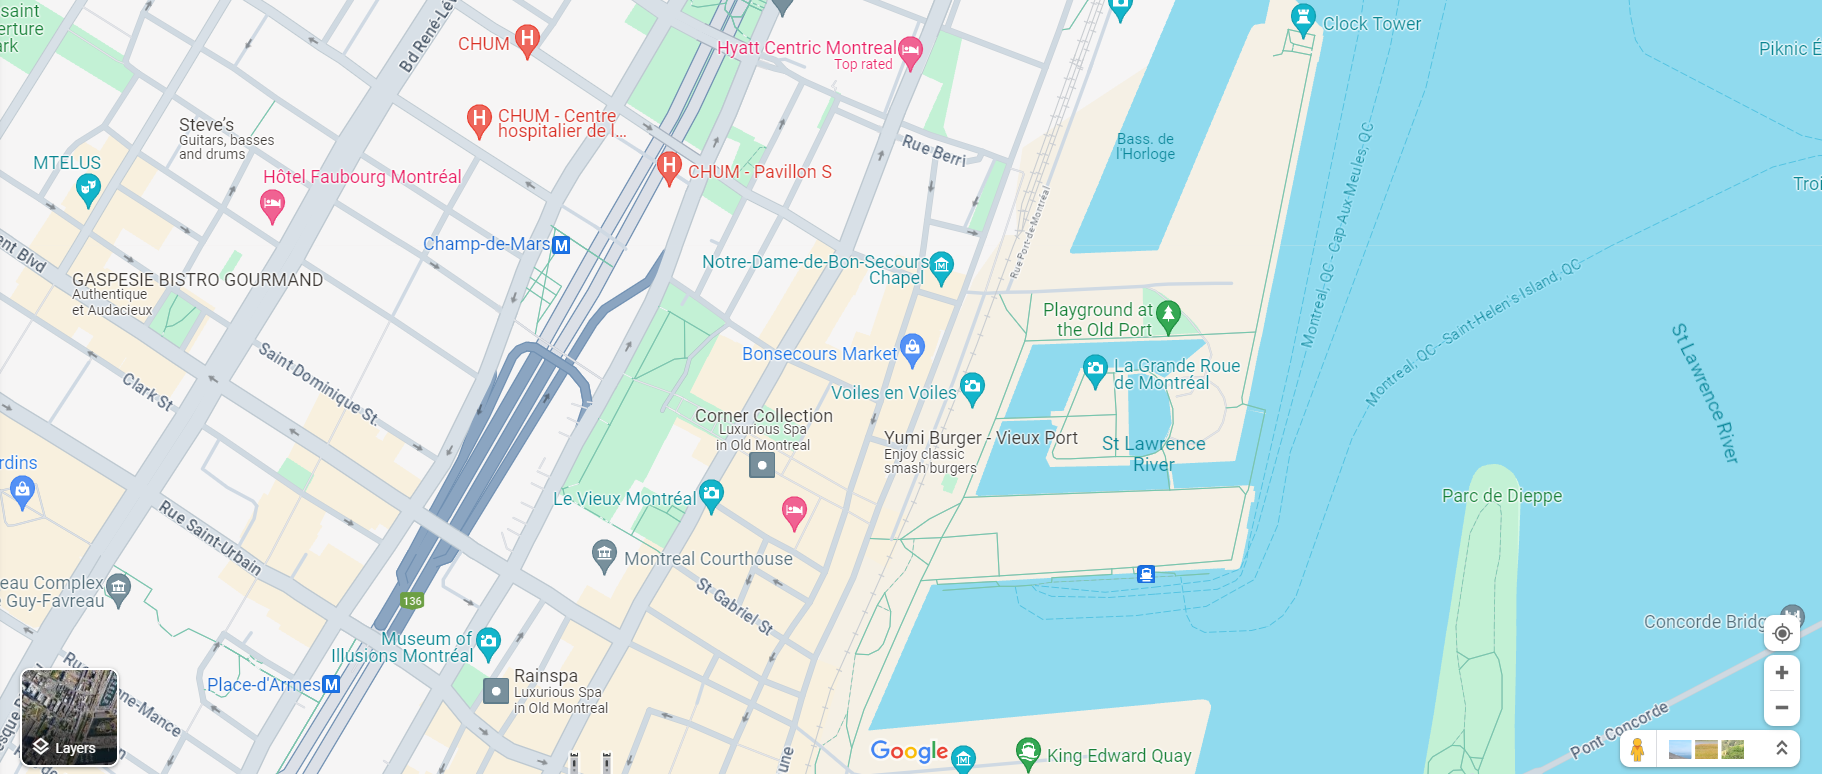 saint
erture
ark
CHUM
Bd René-Lév
Hyatt Centric Montreal
Top rated
Clock Tower
Piknic É
Steve's
Guitars, basses
and drums
CHUM - Centre
hospitalier de l...
MTELUS
Hôtel Faubourg Montréal
CHUM - Pavillon S
Rue Berri
Bass. de
l'Horloge
Troi
Champ-de-Mars
M
ent Blvd
GASPESIE BISTRO GOURMAND
Authentique
et Audacieux
Notre-Dame-de-Bon-Secours
Chapel
Rue Port-de-Montréal
Montreal, QC - Cap Aux Meules, QC
Montreal, QC - Saint-Helen's Island, QC
Playground at
the Old Port
Bonsecours Market
La Grande Roue
de Montréal
Voiles en Voiles
Saint Dominique St
Clark St
Corner Collection
Luxurious Spa
in Old Montreal
Yumi Burger - Vieux Port
Enjoy classic
smash burgers
St Lawrence
River
St Lawrence River
rdins
Le Vieux Montréal
Parc de Dieppe
Rue Saint-Urbain
Montreal Courthouse
eau Complex
e Guy-Favreau
136
St Gabriel St
Concorde Bridg
Museum of
Illusions Montréal
Rainspa
Luxurious Spa
in Old Montreal
Place-d'Armes
M
ne-Mance
une
Layers
Google
King Edward Quay
Pont Concorde